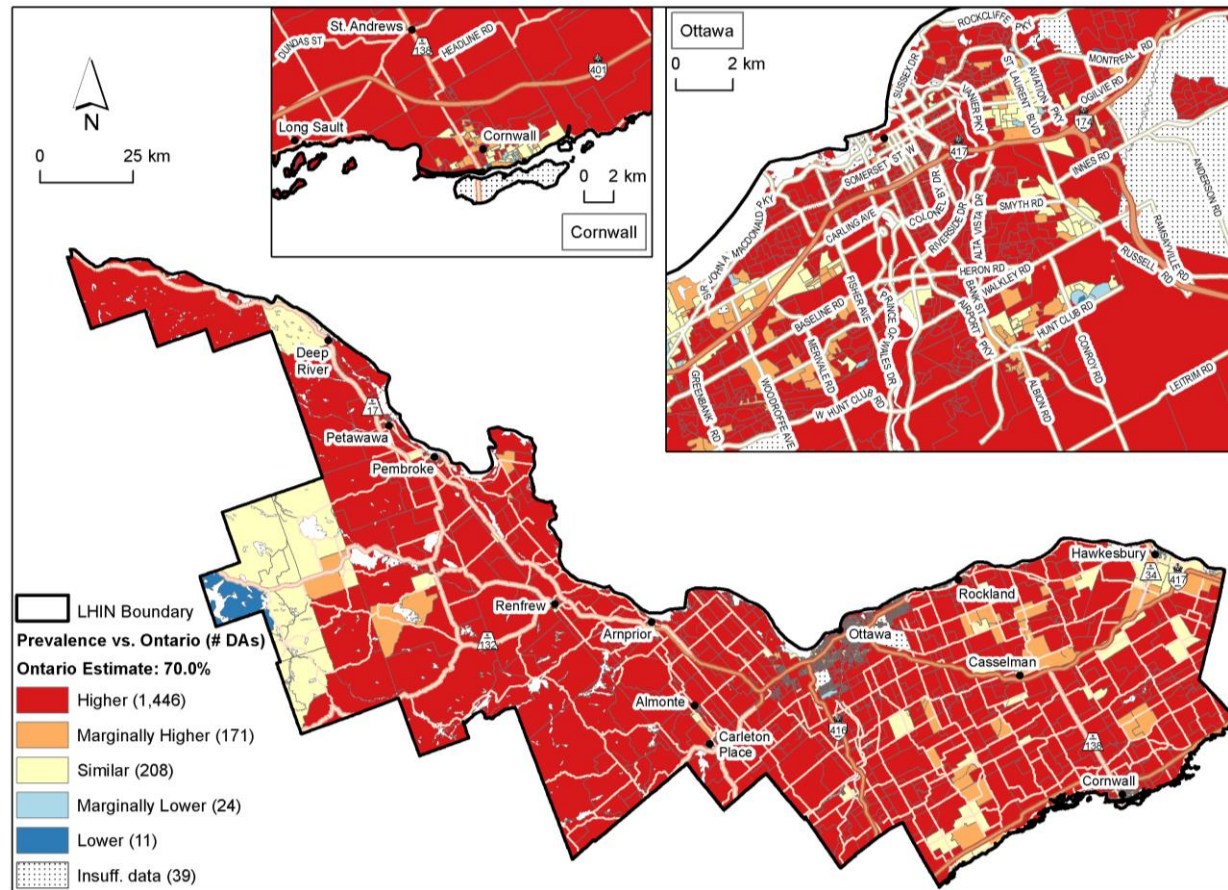 St. Andrews
DUNDAS ST
138
HEADLINE RD
401
Long Sault
Cornwall
0 2 km
Cornwall
N
0 25 km
Ottawa
0 2 km
ROCKCLIFFE PKY
SUSSEX DR
MONTREAL RD
ST LAURENT BLVD
AVIATION PKY
VANIER PKY
OGILVIE RD
174
417
INNES RD
ANDERSON RD
SOMERSET ST W
COLONEL BY DR
SIR JOHN A MACDONALD PKY
CARLING AVE
RIVERSIDE DR
ALTA VISTA DR
SMYTH RD
RAMSAYVILLE RD
RUSSELL RD
HERON RD
WALKLEY RD
FISHER AVE
PRINCE OF WALES DR
BANK ST
AIRPORT PKY
BASELINE RD
MERIVALE RD
HUNT CLUB RD
CONROY RD
GREENBANK RD
WOODROFFE AVE
W HUNT CLUB RD
ALBION RD
LEITRIM RD
Deep River
17
Petawawa
Pembroke
Renfrew
132
Arnprior
Almonte
Carleton Place
Ottawa
416
Rockland
Hawkesbury
34
417
Casselman
138
Cornwall
LHIN Boundary
Prevalence vs. Ontario (# DAs)
Ontario Estimate: 70.0%
Higher (1,446)
Marginally Higher (171)
Similar (208)
Marginally Lower (24)
Lower (11)
Insuff. data (39)